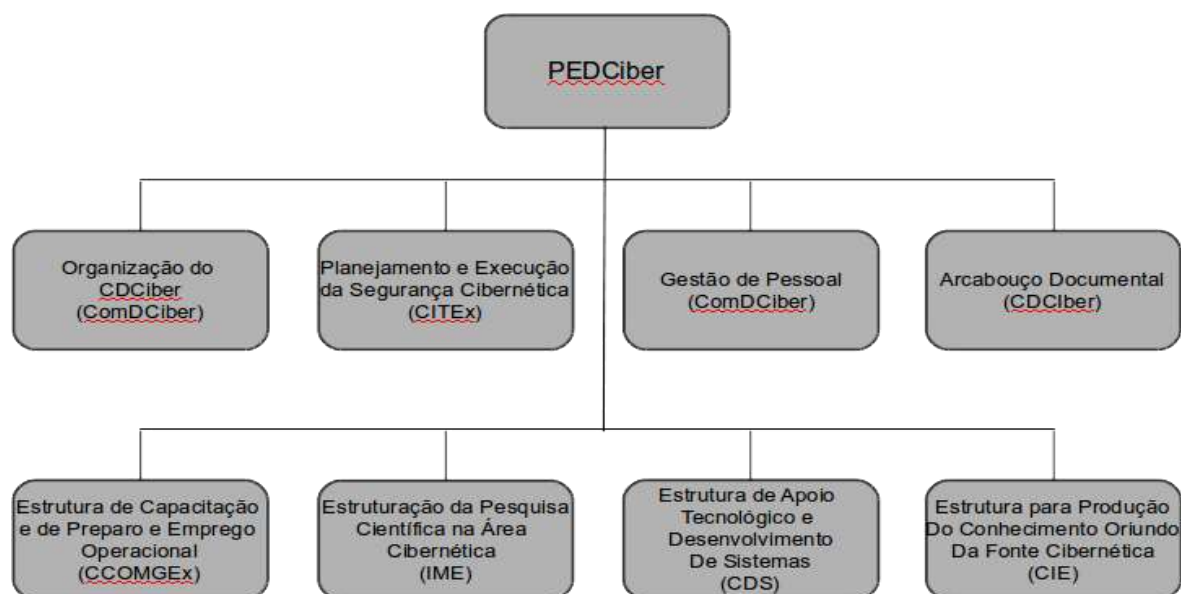 PEDCiber
Organização do
CDCiber
(ComDCiber)
Planejamento e Execução
da Segurança Cibernética
(CITEx)
Gestão de Pessoal
(ComDCiber)
Arcabouço Documental
(CDCIber)
Estrutura de Capacitação
e de Preparo e Emprego
Operacional
(CCOMGEx)
Estruturação da Pesquisa
Científica na Área
Cibernética
(IME)
Estrutura de Apoio
Tecnológico e
Desenvolvimento
De Sistemas
(CDS)
Estrutura para Produção
Do Conhecimento Oriundo
Da Fonte Cibernética
(CIE)